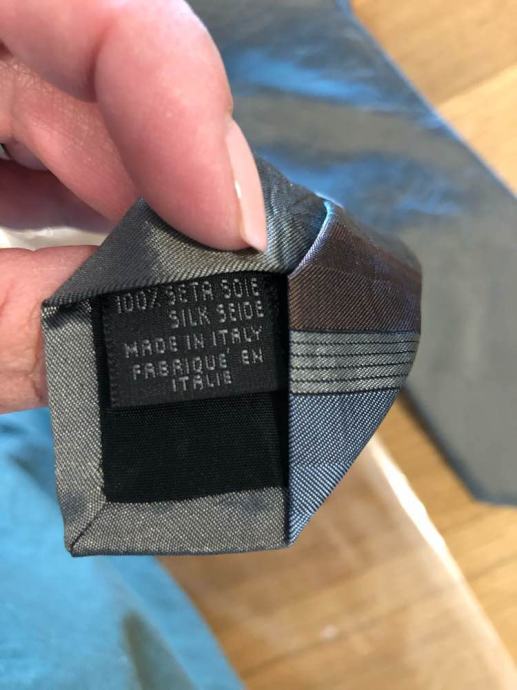 100% SETA SOIE
SILK SEIDE
MADE IN ITALY
FABRIQUE' EN
ITALIE